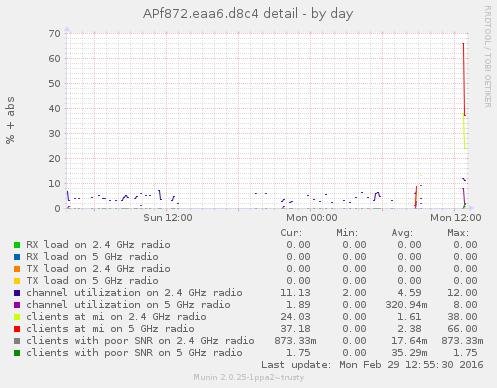 APf872.eaa6.d8c4 detail - by day
RRDTOOL / TOBI OETIKER
% + abs
70
60
50
40
30
20
10
0
Sun 12:00 Mon 00:00 Mon 12:00
Cur: Min: Avg: Max:
RX load on 2.4 GHz radio 0.00 0.00 0.00 0.00
RX load on 5 GHz radio 0.00 0.00 0.00 0.00
TX load on 2.4 GHz radio 0.00 0.00 0.00 0.00
TX load on 5 GHz radio 0.00 0.00 0.00 0.00
channel utilization on 2.4 GHz radio 11.13 2.00 4.59 12.00
channel utilization on 5 GHz radio 1.89 0.00 320.94m 8.00
clients at mi on 2.4 GHz radio 24.03 0.00 1.61 38.00
clients at mi on 5 GHz radio 37.18 0.00 2.38 66.00
clients with poor SNR on 2.4 GHz radio 873.33m 0.00 17.64m 873.33m
clients with poor SNR on 5 GHz radio 1.75 0.00 35.29m 1.75
Last update: Mon Feb 29 12:55:30 2016
Munin 2.0.25-1ppa2~trusty